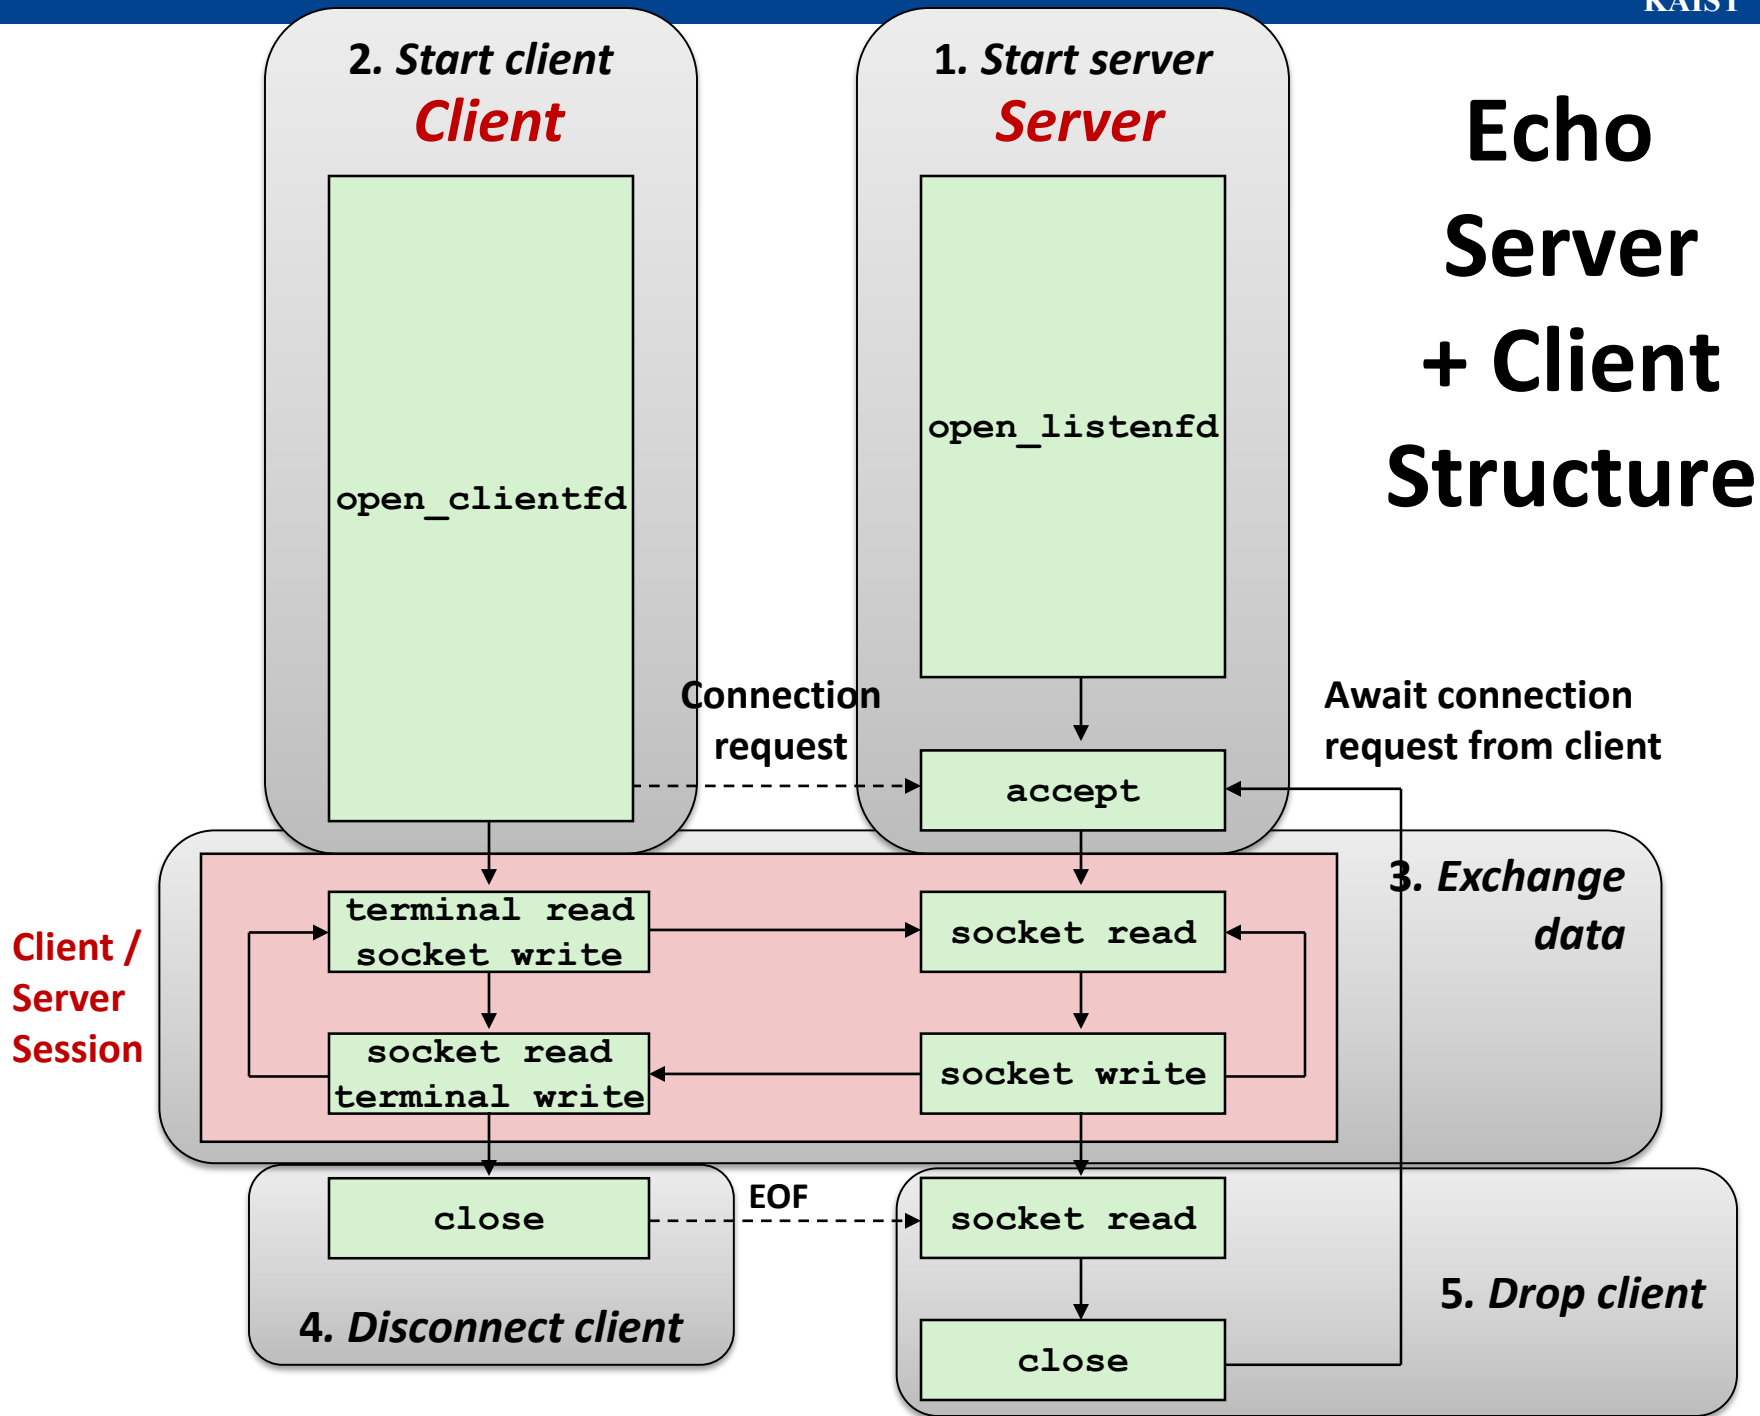 KAIST
2. Start client
Client
1. Start server
Server
Echo
Server
+ Client
Structure
open_clientfd
open_listenfd
Connection
request
Await connection
request from client
accept
3. Exchange
data
Client /
Server
Session
terminal read
socket write
socket read
socket read
terminal write
socket write
close
EOF
socket read
4. Disconnect client
5. Drop client
close